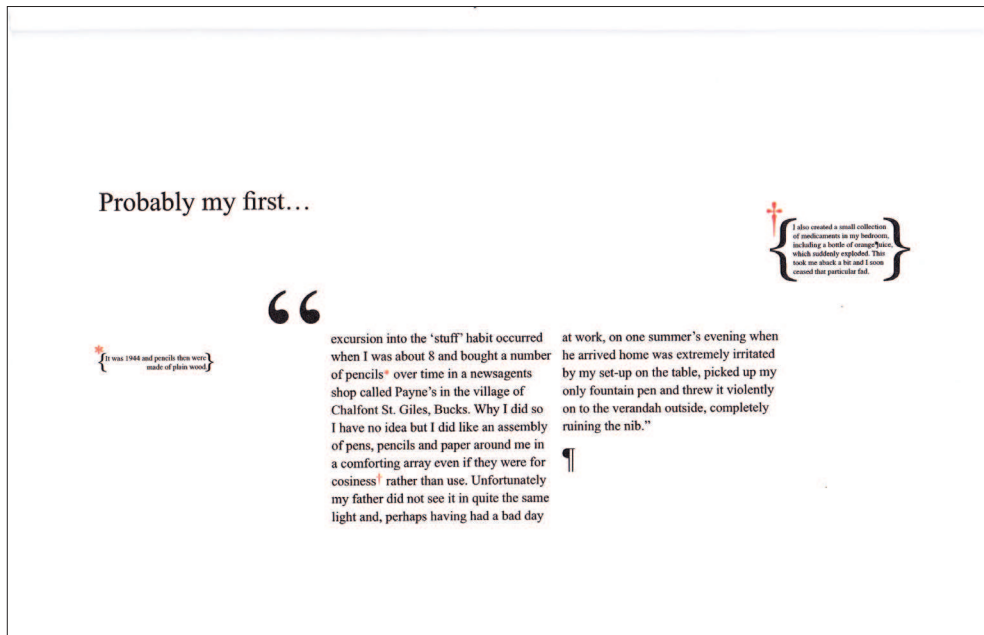 Probably my first…
†
{I also created a small collection
of medicaments in my bedroom,
including a bottle of orange¶juice,
which suddenly exploded. This
took me aback a bit and I soon
ceased that particular fad.}
“
*
{It was 1944 and pencils then were
made of plain wood}
excursion into the ‘stuff’ habit occurred
when I was about 8 and bought a number
of pencils* over time in a newsagents
shop called Payne’s in the village of
Chalfont St. Giles, Bucks. Why I did so
I have no idea but I did like an assembly
of pens, pencils and paper around me in
a comforting array even if they were for
cosiness† rather than use. Unfortunately
my father did not see it in quite the same
light and, perhaps having had a bad day
at work, on one summer’s evening when
he arrived home was extremely irritated
by my set-up on the table, picked up my
only fountain pen and threw it violently
on to the verandah outside, completely
ruining the nib.”
¶